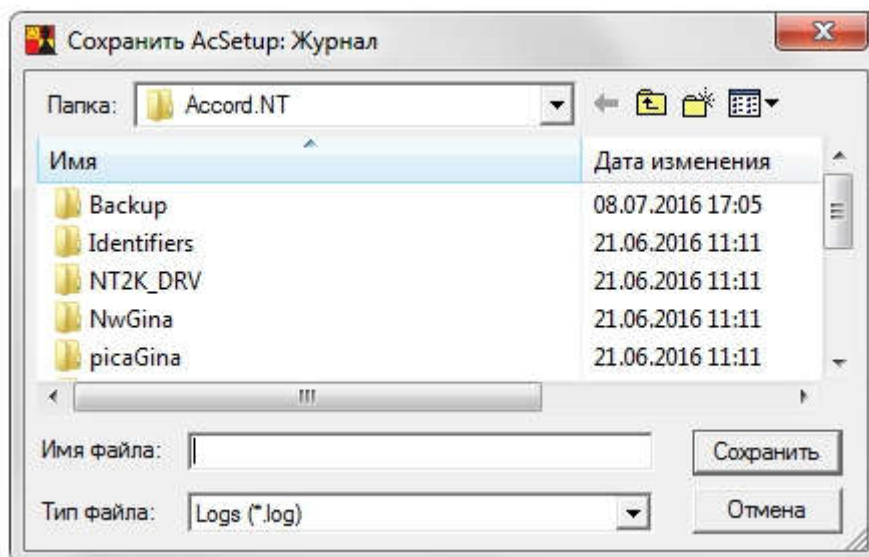 Сохранить AcSetup: Журнал
Папка: Accord.NT
Имя Дата изменения
Backup 08.07.2016 17:05
Identifiers 21.06.2016 11:11
NT2K_DRV 21.06.2016 11:11
NwGina 21.06.2016 11:11
picaGina 21.06.2016 11:11
Имя файла: Сохранить
Тип файла: Logs (*.log) Отмена